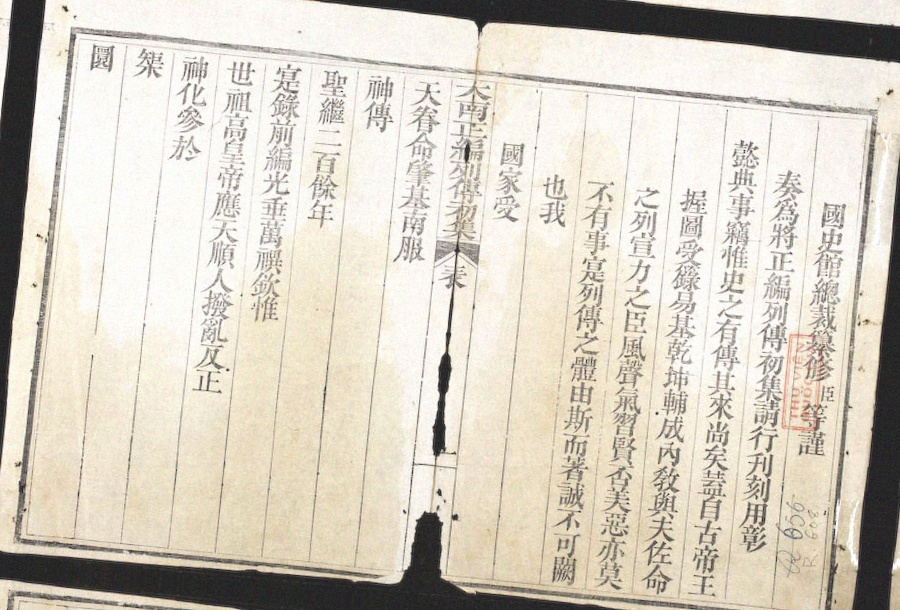 國史館總裁纂修臣等謹
奏為將正編列傳初集請行刊刻用彰
懿典事竊惟史之有傳其來尚矣蓋自古帝王
握圖受籙易基乾坤輔成內教與夫佐命
之列宣力之臣風聲氣習賢否美惡亦莫
不有事寔列傳之體由斯而著誠不可闕
也我
國家受
大南正編列傳初集 表
天眷命肇基南服
神傳
聖繼二百餘年
寔錄前編光垂萬禩欽惟
世祖高皇帝應天順人撥亂反正
神化參於